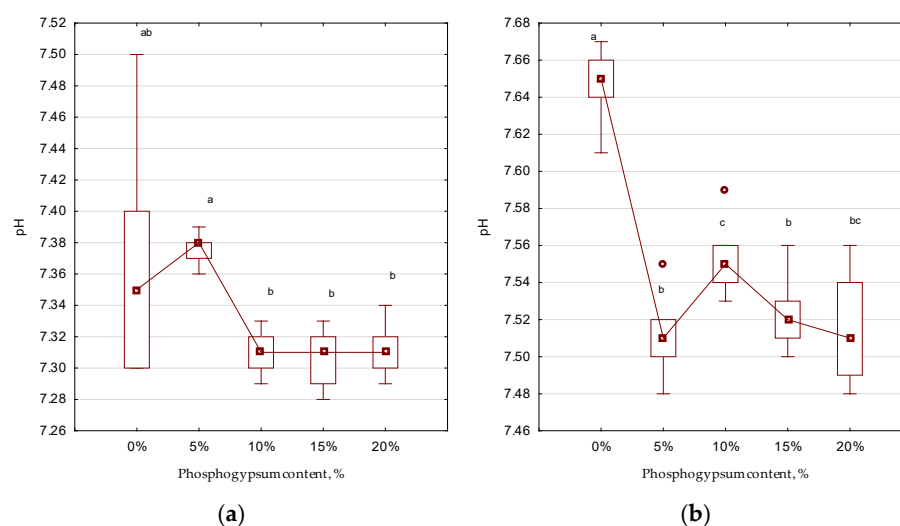 7.52
7.50
7.48
7.46
7.44
7.42
7.40
7.38
7.36
7.34
7.32
7.30
7.28
7.26
pH
ab
a
b
b
b
0%
5%
10%
15%
20%
Phosphogypsum content, %
(a)
7.68
7.66
7.64
7.62
7.60
7.58
7.56
7.54
7.52
7.50
7.48
7.46
pH
a
b
c
b
bc
0%
5%
10%
15%
20%
Phosphogypsum content, %
(b)